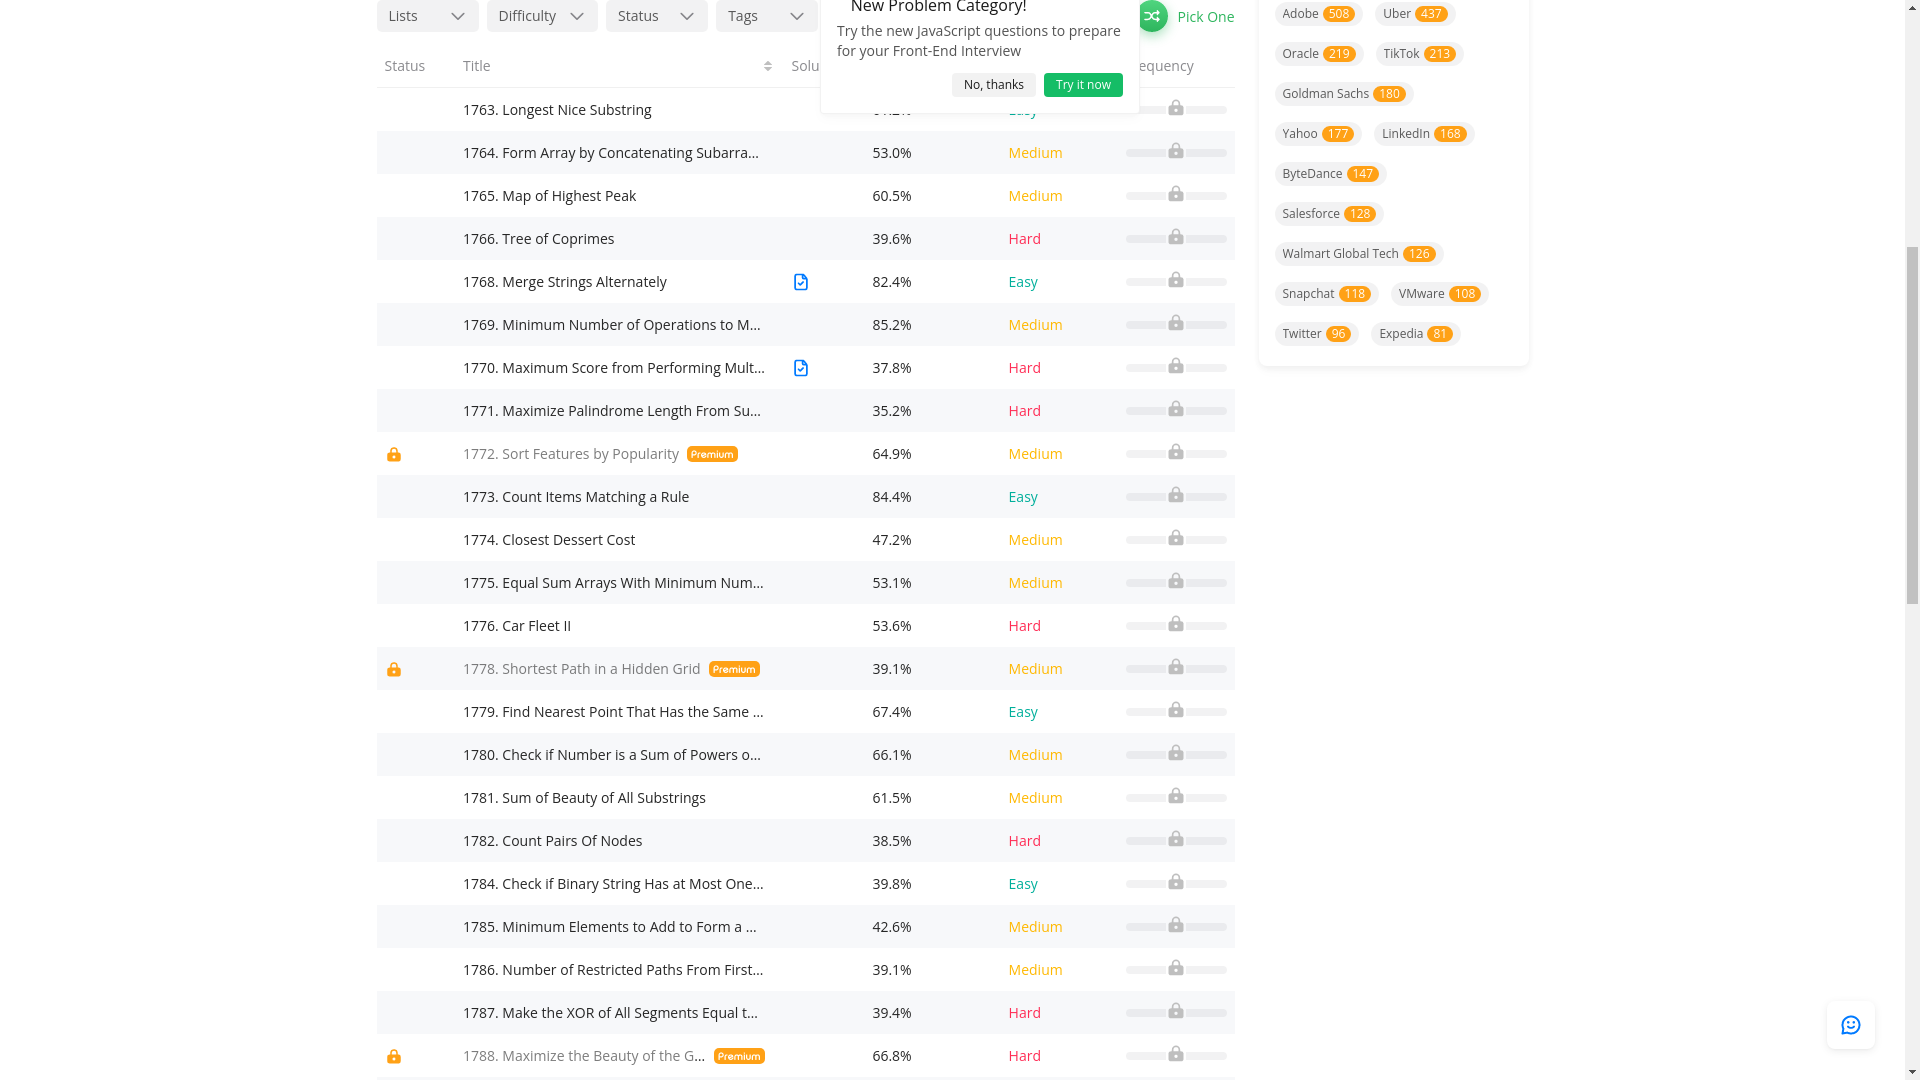 Lists Difficulty Status Tags
New Problem Category!
Try the new JavaScript questions to prepare
for your Front-End Interview
No, thanks Try it now
Pick One
Status Title Solu equency
1763. Longest Nice Substring
1764. Form Array by Concatenating Subarra... 53.0% Medium
1765. Map of Highest Peak 60.5% Medium
1766. Tree of Coprimes 39.6% Hard
1768. Merge Strings Alternately 82.4% Easy
1769. Minimum Number of Operations to M... 85.2% Medium
1770. Maximum Score from Performing Mult... 37.8% Hard
1771. Maximize Palindrome Length From Su... 35.2% Hard
1772. Sort Features by Popularity Premium 64.9% Medium
1773. Count Items Matching a Rule 84.4% Easy
1774. Closest Dessert Cost 47.2% Medium
1775. Equal Sum Arrays With Minimum Num... 53.1% Medium
1776. Car Fleet II 53.6% Hard
1778. Shortest Path in a Hidden Grid Premium 39.1% Medium
1779. Find Nearest Point That Has the Same ... 67.4% Easy
1780. Check if Number is a Sum of Powers o... 66.1% Medium
1781. Sum of Beauty of All Substrings 61.5% Medium
1782. Count Pairs Of Nodes 38.5% Hard
1784. Check if Binary String Has at Most One... 39.8% Easy
1785. Minimum Elements to Add to Form a ... 42.6% Medium
1786. Number of Restricted Paths From First... 39.1% Medium
1787. Make the XOR of All Segments Equal t... 39.4% Hard
1788. Maximize the Beauty of the G... Premium 66.8% Hard
Adobe 508 Uber 437
Oracle 219 TikTok 213
Goldman Sachs 180
Yahoo 177 LinkedIn 168
ByteDance 147
Salesforce 128
Walmart Global Tech 126
Snapchat 118 VMware 108
Twitter 96 Expedia 81